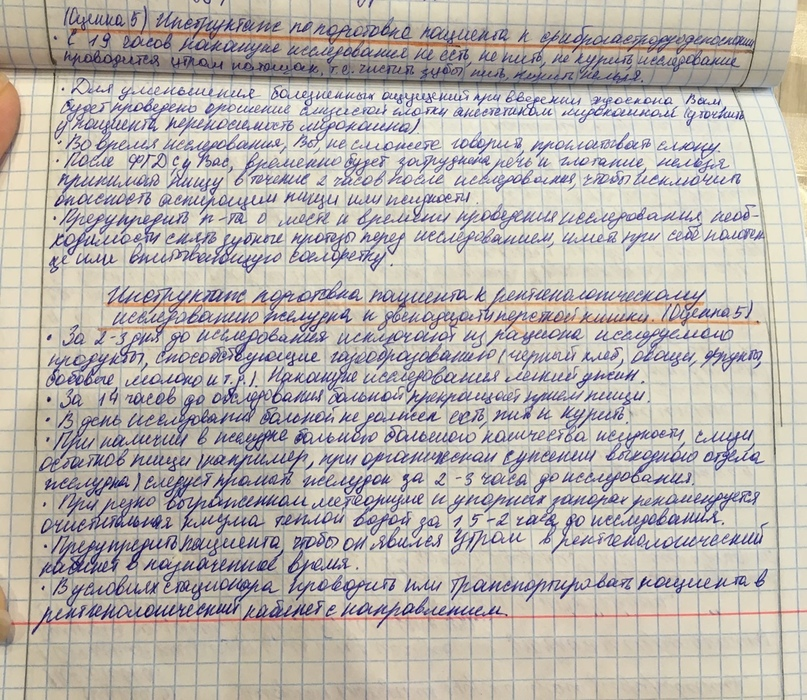 (Оценка 5) Инструктаж по подготовке пациента к фиброгастродуоденоскопии
· С 19 часов накануне исследования не есть, не пить, не курить исследование
проводится утром натощак, т.е. чистить зубы, пить, курить нельзя.
· Для уменьшения болезненных ощущений при введении эндоскопа Вам
будет проведено орошение слизистой глотки анестетиком лидокаином (уточнить
у пациента переносимость лидокаина)
· Во время исследования, Вы, не сможете говорить, проглатывать слюну.
· После ФГДС у Вас, временно будет затруднена речь и глотание, нельзя
принимать пищу в течение 2 часов после исследования, чтобы исключить
опасность аспирации пищи или жидкости.
· Предупредить п-та о месте и времени проведения исследования необ-
ходимости снять зубные протезы перед исследованием, иметь при себе полотен-
це или впитывающую салфетку.
Инструктаж подготовка пациента к рентгенологическому
исследованию желудка и двенадцатиперстной кишки. (Оценка 5)
· За 2-3 дня до исследования исключают из рациона исследуемого
продукты, способствующие газообразованию (черный хлеб, овощи, фрукты,
бобовые молоко и т.д.). Накануне исследования легкий ужин.
· За 14 часов до обследования больной прекращает прием пищи.
· В день исследования больной не должен есть, пить и курить.
· При наличии в желудке больного большого количества жидкости, слизи,
остатков пищи (например, при органическом сужении выходного отдела
желудка) следует промыть желудок за 2-3 часа до исследования.
· При резко выраженном метеоризме и упорных запорах рекомендуется
очистительная клизма теплой водой за 1,5-2 часа до исследования.
· Предупредить пациента, чтобы он явился утром в рентгенологический
кабинет в назначенное время.
· В условиях стационара проводить или транспортировать пациента в
рентгенологический кабинет с направлением.